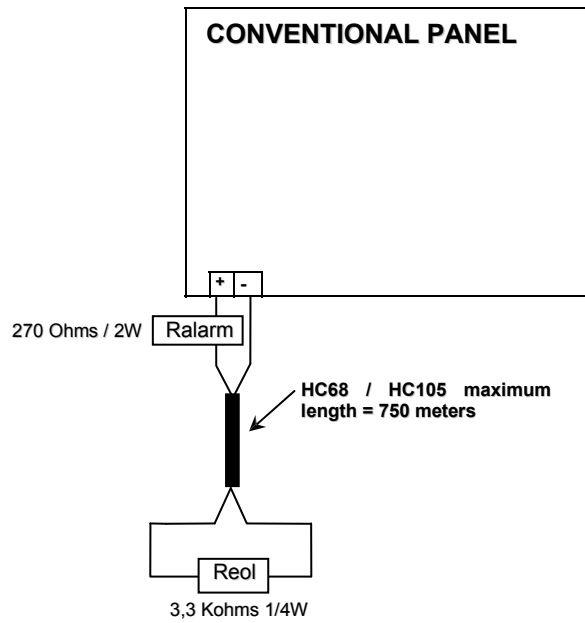 CONVENTIONAL PANEL
+ -
270 Ohms / 2W Ralarm
HC68 / HC105 maximum
length = 750 meters
Reol
3,3 Kohms 1/4W